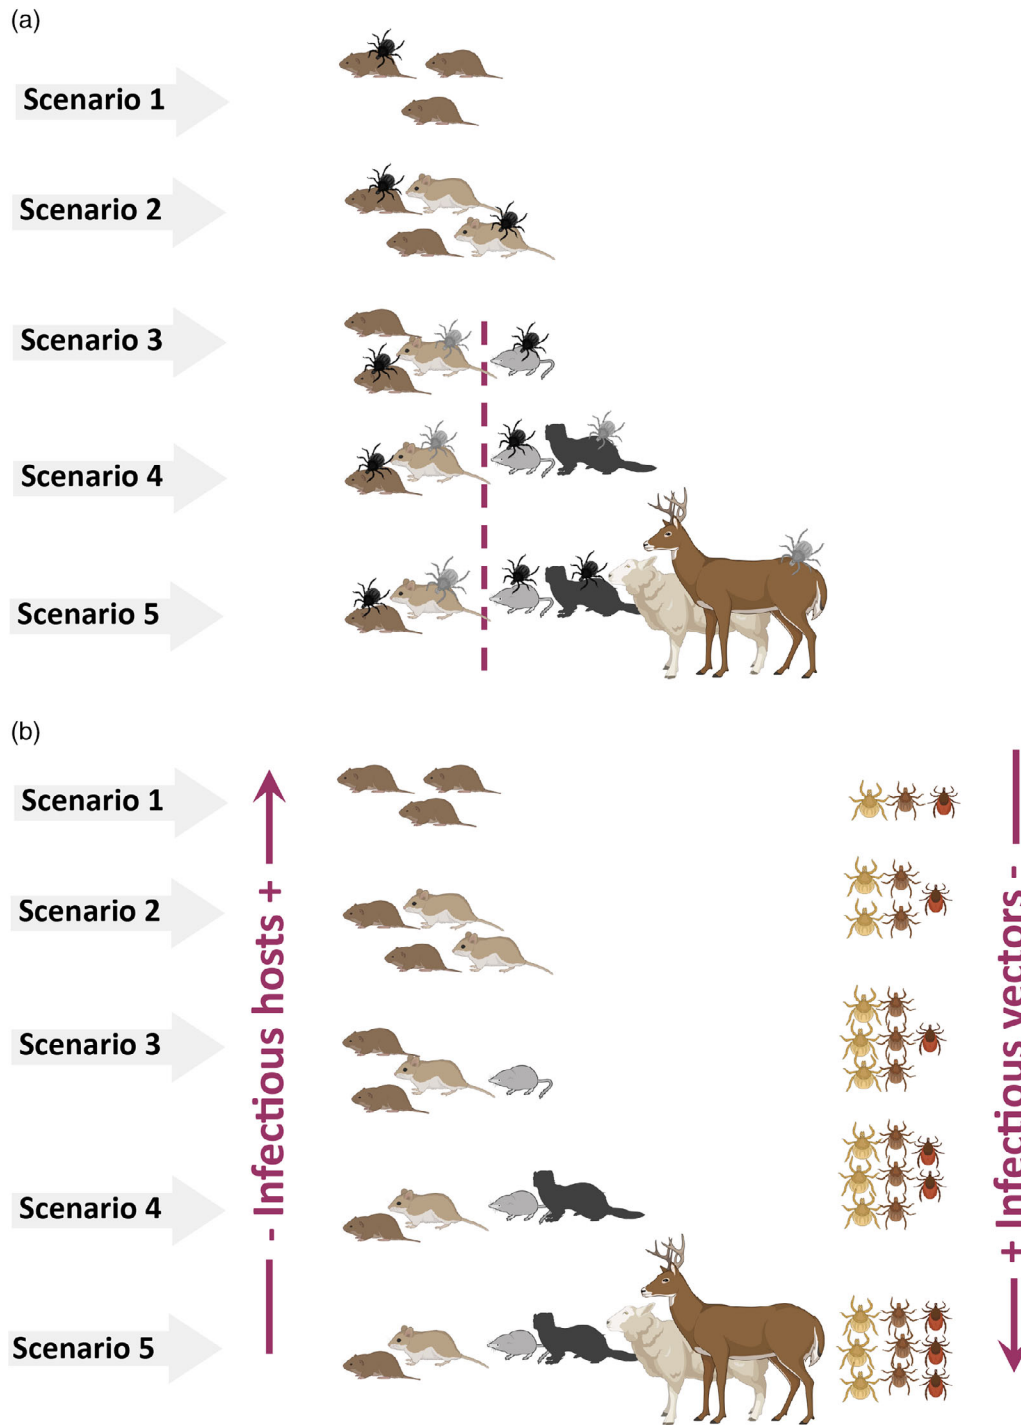 (a)
Scenario 1
Scenario 2
Scenario 3
Scenario 4
Scenario 5
(b)
Scenario 1
Scenario 2
Scenario 3
Scenario 4
Scenario 5
- Infectious hosts +
+ Infectious vectors -